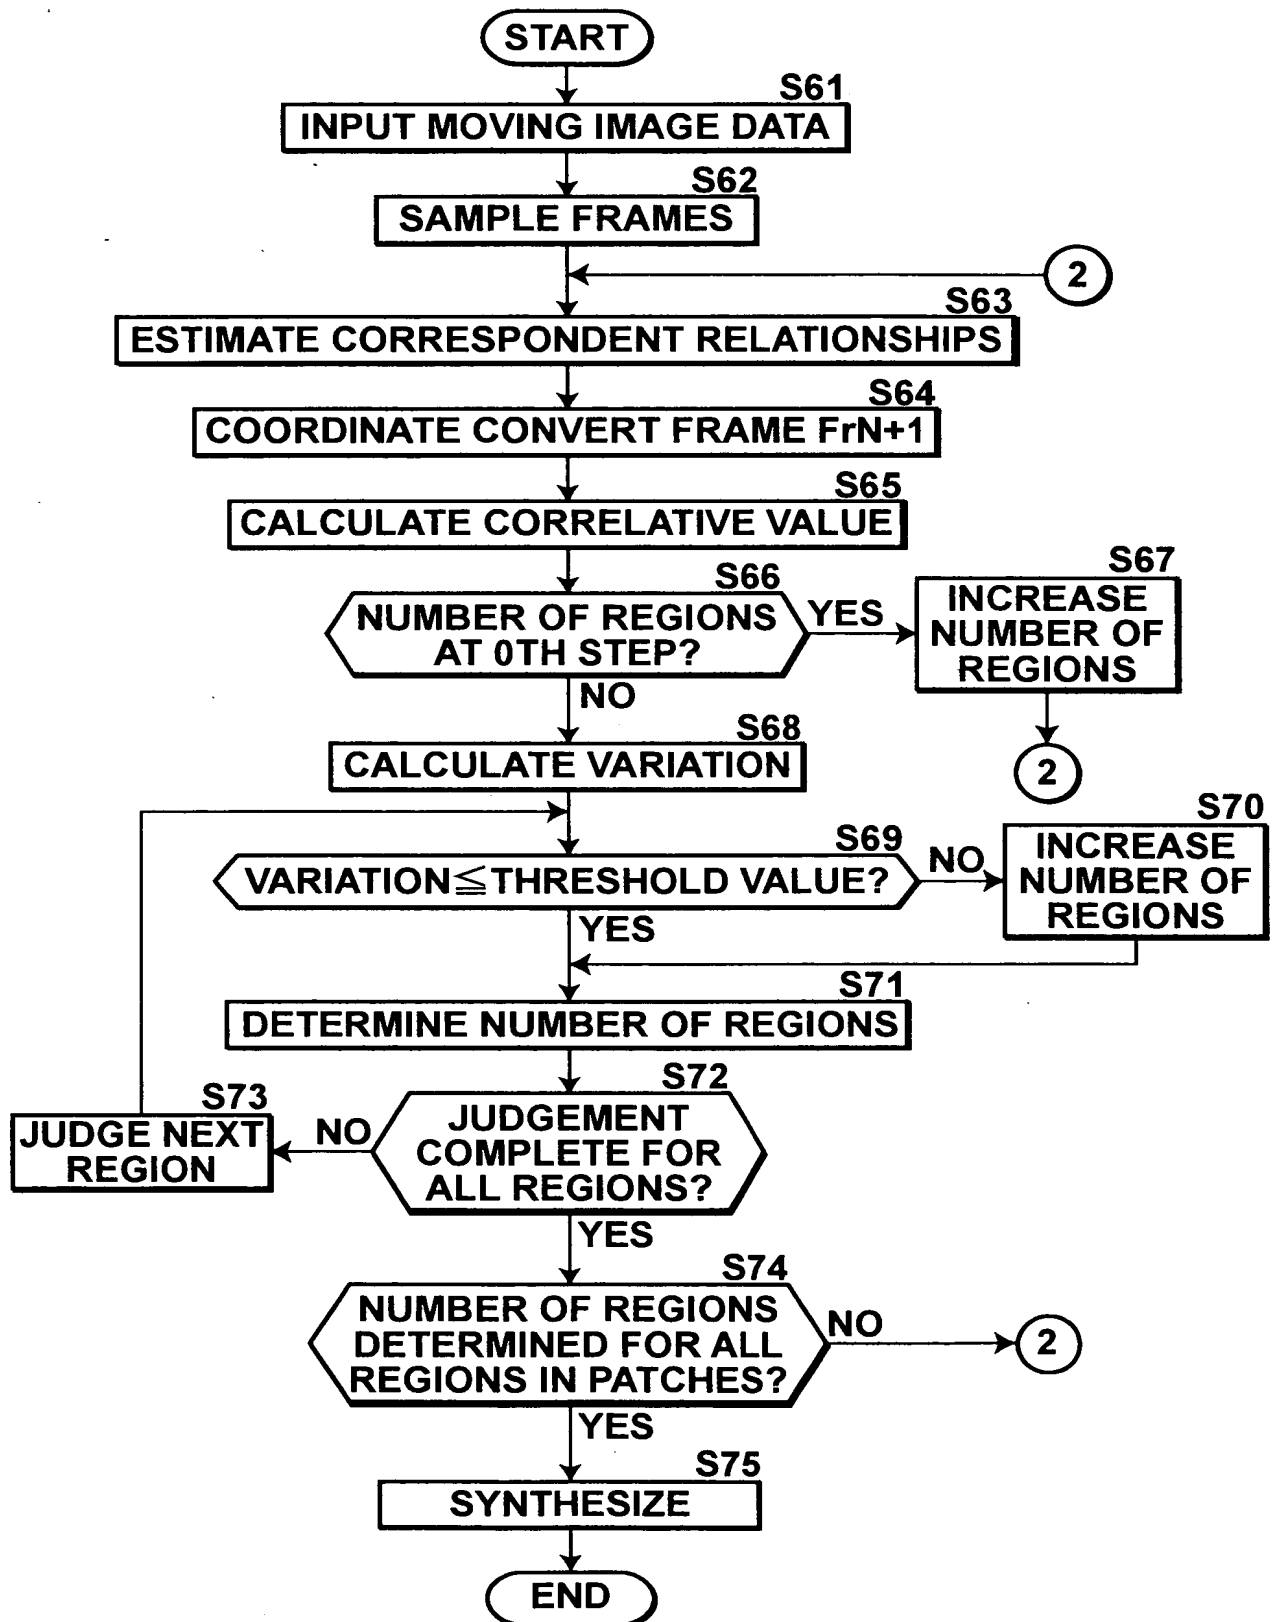 START
S61
INPUT MOVING IMAGE DATA
S62
SAMPLE FRAMES
2
S63
ESTIMATE CORRESPONDENT RELATIONSHIPS
S64
COORDINATE CONVERT FRAME FrN+1
S65
CALCULATE CORRELATIVE VALUE
S66
NUMBER OF REGIONS
AT 0TH STEP?
YES
S67
INCREASE
NUMBER OF
REGIONS
2
NO
S68
CALCULATE VARIATION
S69
VARIATION≦THRESHOLD VALUE?
NO
S70
INCREASE
NUMBER OF
REGIONS
YES
S71
DETERMINE NUMBER OF REGIONS
S72
JUDGEMENT
COMPLETE FOR
ALL REGIONS?
NO
S73
JUDGE NEXT
REGION
YES
S74
NUMBER OF REGIONS
DETERMINED FOR ALL
REGIONS IN PATCHES?
NO
2
YES
S75
SYNTHESIZE
END